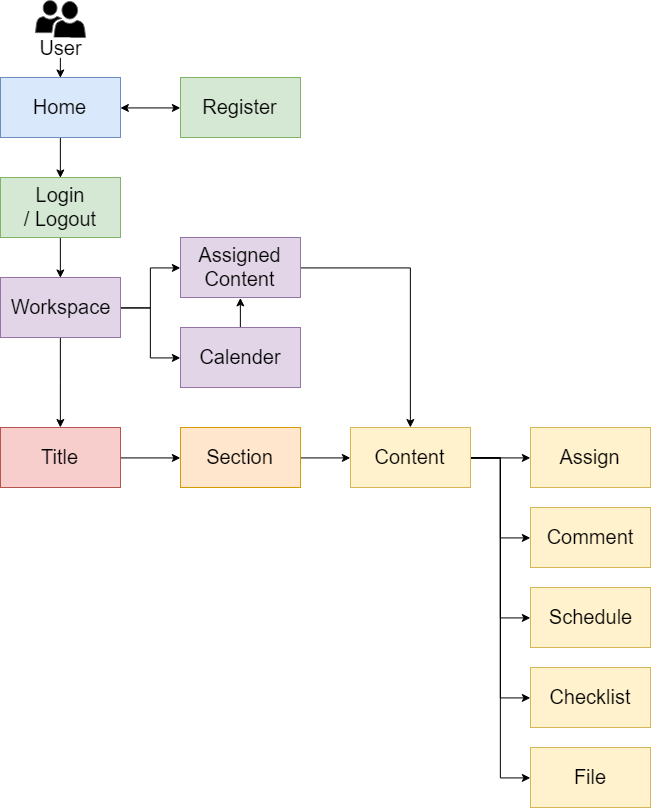 User
Home
Register
Login
/ Logout
Assigned
Content
Workspace
Calender
Title
Section
Content
Assign
Comment
Schedule
Checklist
File